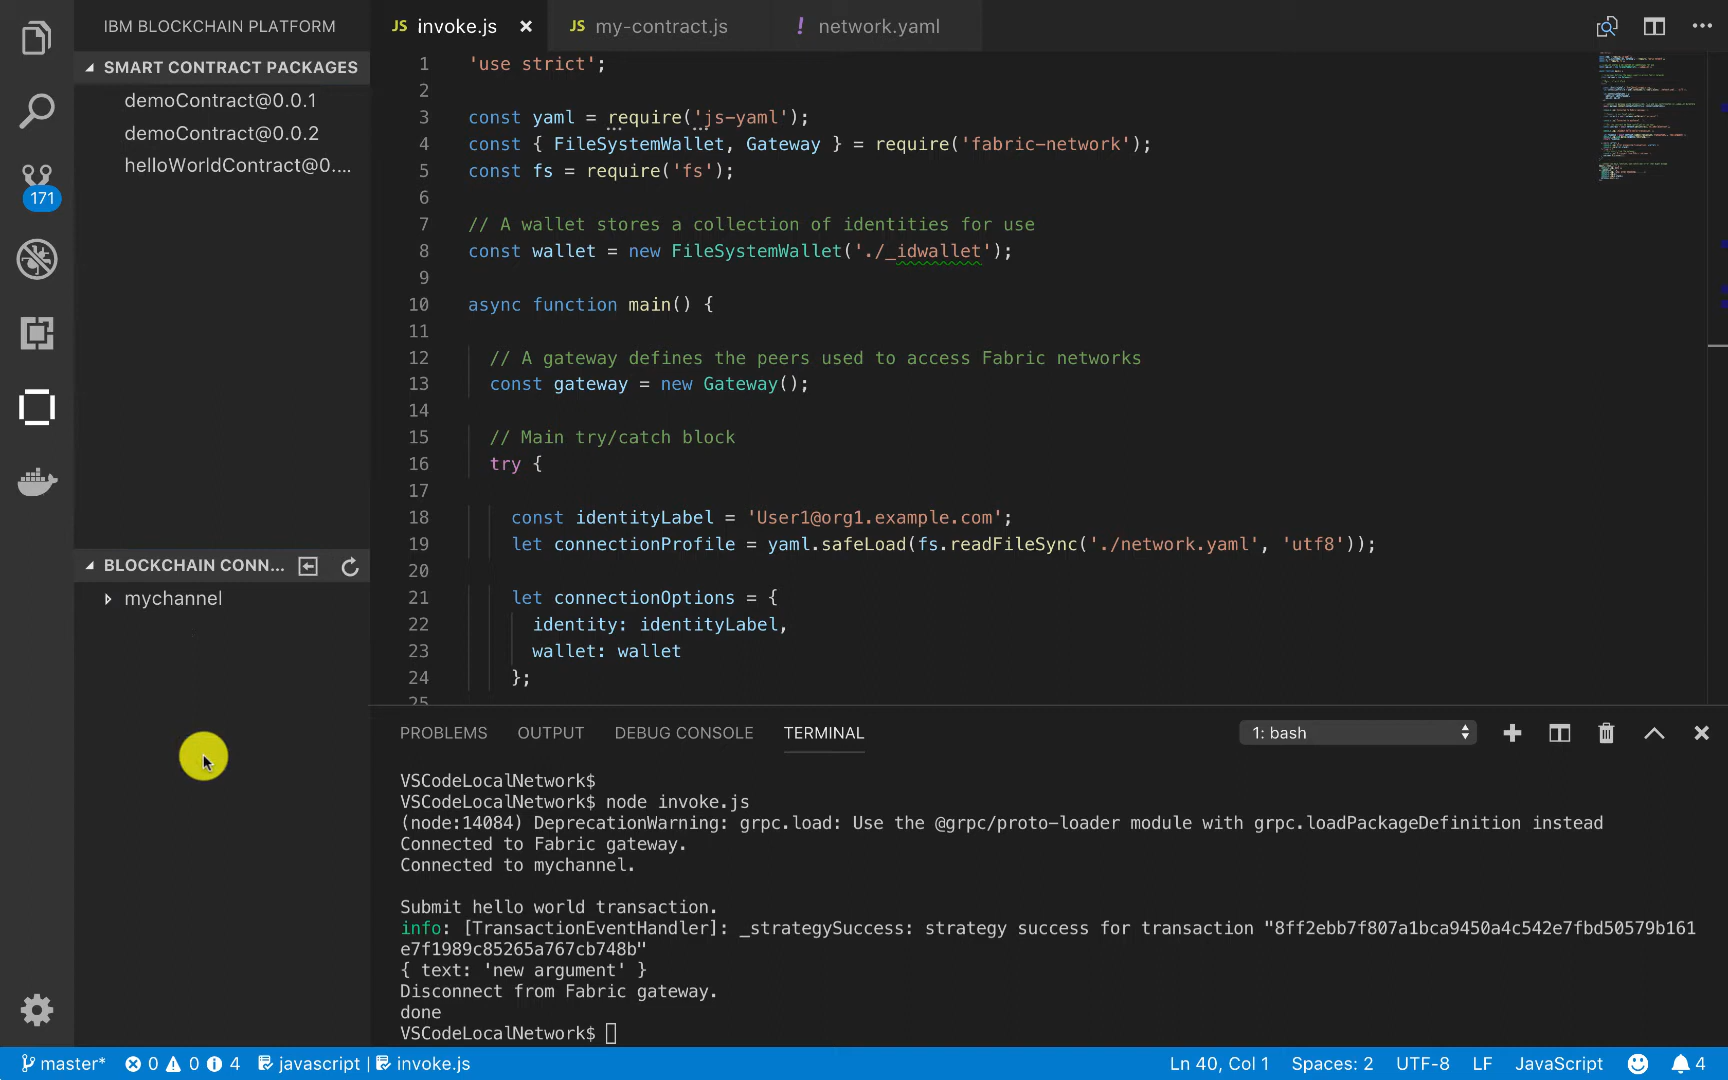 IBM BLOCKCHAIN PLATFORM
SMART CONTRACT PACKAGES
demoContract@0.0.1
demoContract@0.0.2
helloWorldContract@0....
171
BLOCKCHAIN CONN...
mychannel
JS invoke.js
JS my-contract.js
! network.yaml
1 'use strict';
2
3 const yaml = require('js-yaml');
4 const { FileSystemWallet, Gateway } = require('fabric-network');
5 const fs = require('fs');
6
7 // A wallet stores a collection of identities for use
8 const wallet = new FileSystemWallet('./_idwallet');
9
10 async function main() {
11
12 // A gateway defines the peers used to access Fabric networks
13 const gateway = new Gateway();
14
15 // Main try/catch block
16 try {
17
18 const identityLabel = 'User1@org1.example.com';
19 let connectionProfile = yaml.safeLoad(fs.readFileSync('./network.yaml', 'utf8'));
20
21 let connectionOptions = {
22 identity: identityLabel,
23 wallet: wallet
24 };
25
PROBLEMS OUTPUT DEBUG CONSOLE TERMINAL 1: bash
VSCodeLocalNetwork$
VSCodeLocalNetwork$ node invoke.js
(node:14084) DeprecationWarning: grpc.load: Use the @grpc/proto-loader module with grpc.loadPackageDefinition instead
Connected to Fabric gateway.
Connected to mychannel.
Submit hello world transaction.
info: [TransactionEventHandler]: _strategySuccess: strategy success for transaction "8ff2ebb7f807a1bca9450a4c542e7fbd50579b161
e7f1989c85265a767cb748b"
{ text: 'new argument' }
Disconnect from Fabric gateway.
done
VSCodeLocalNetwork$
master* 0 0 4 javascript | invoke.js Ln 40, Col 1 Spaces: 2 UTF-8 LF JavaScript 4